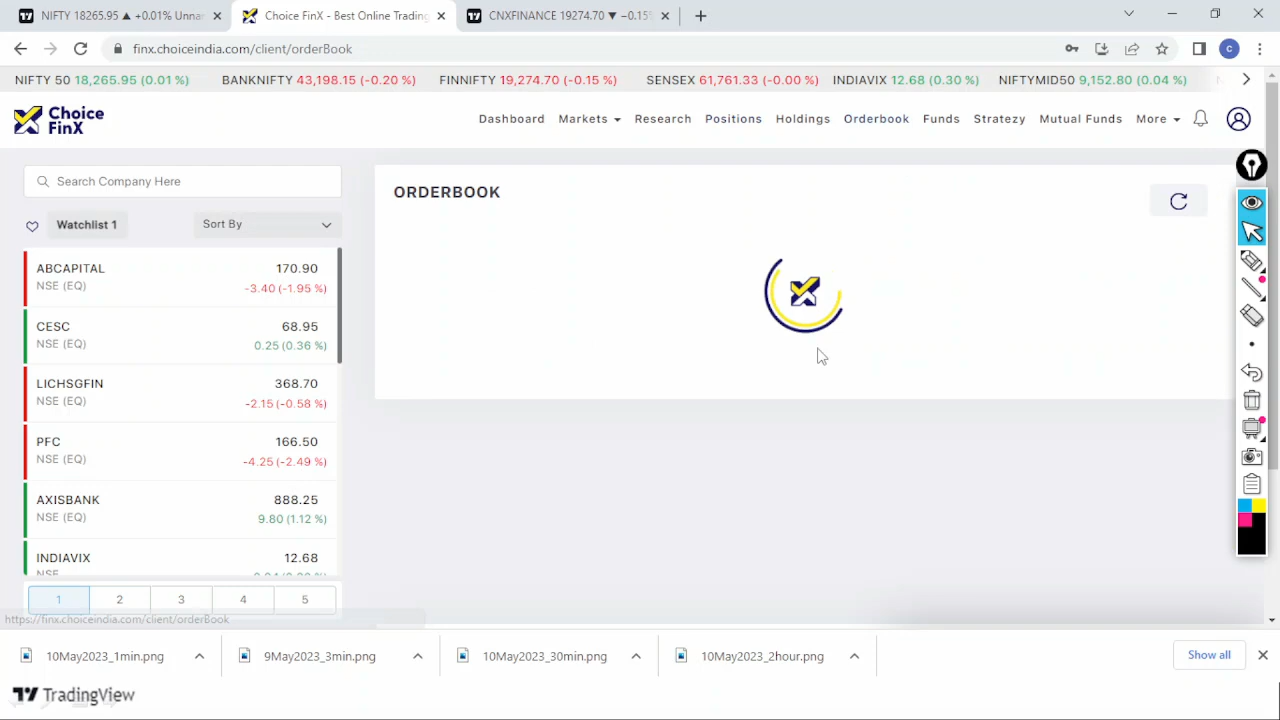 NIFTY 18265.95 ▲ +0.01% Unnar
Choice FinX - Best Online Trading
CNXFINANCE 19274.70 ▼ −0.15%
finx.choiceindia.com/client/orderBook
C
NIFTY 50 18,265.95 (0.01 %)
BANKNIFTY 43,198.15 (-0.20 %)
FINNIFTY 19,274.70 (-0.15 %)
SENSEX 61,761.33 (-0.00 %)
INDIAVIX 12.68 (0.30 %)
NIFTYMID50 9,152.80 (0.04 %)
Choice
FinX
Dashboard Markets Research Positions Holdings Orderbook Funds Stratezy Mutual Funds More
Search Company Here
ORDERBOOK
Watchlist 1
Sort By
ABCAPITAL 170.90
NSE (EQ) -3.40 (-1.95 %)
CESC 68.95
NSE (EQ) 0.25 (0.36 %)
LICHSGFIN 368.70
NSE (EQ) -2.15 (-0.58 %)
PFC 166.50
NSE (EQ) -4.25 (-2.49 %)
AXISBANK 888.25
NSE (EQ) 9.80 (1.12 %)
INDIAVIX 12.68
NSE
1 2 3 4 5
https://finx.choiceindia.com/client/orderBook
10May2023_1min.png
9May2023_3min.png
10May2023_30min.png
10May2023_2hour.png
Show all
TradingView